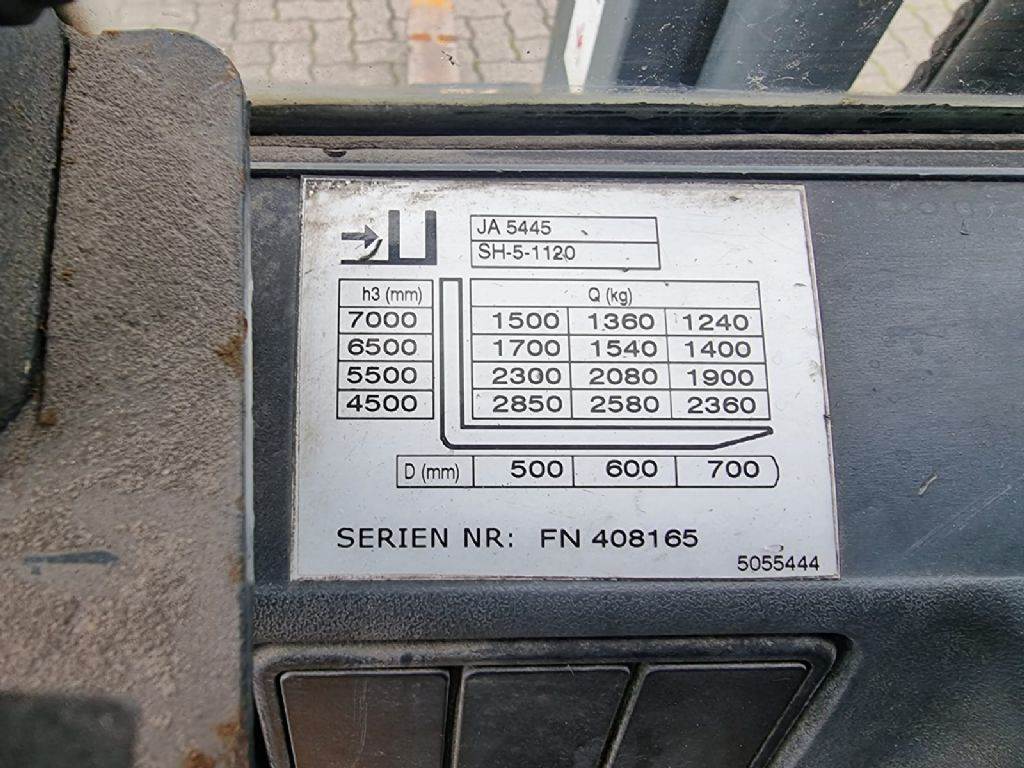 JA 5445
SH-5-1120
h3 (mm) Q (kg)
7000 1500 1360 1240
6500 1700 1540 1400
5500 2300 2080 1900
4500 2850 2580 2360
D (mm) 500 600 700
SERIEN NR: FN 408165
5055444